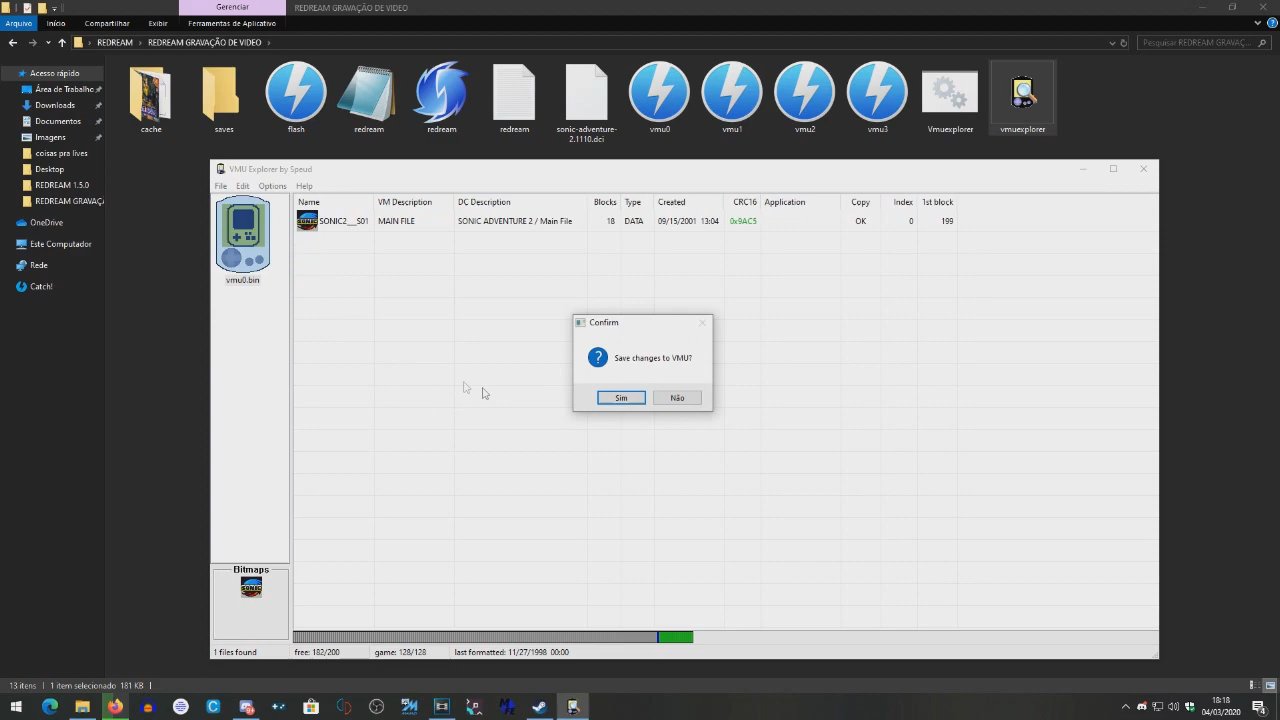 Gerenciar
REDREAM GRAVAÇÃO DE VIDEO
Arquivo
Início
Compartilhar
Exibir
Ferramentas de Aplicativo
REDREAM
REDREAM GRAVAÇÃO DE VIDEO
Pesquisar REDREAM GRAVAÇ...
Acesso rápido
Área de Trabalho
Downloads
Documentos
Imagens
coisas pra lives
Desktop
REDREAM 1.5.0
REDREAM GRAVAÇ
OneDrive
Este Computador
Rede
Catch!
cache
saves
flash
redream
redream
redream
sonic-adventure-
2.1110.dci
vmu0
vmu1
vmu2
vmu3
Vmuexplorer
vmuexplorer
VMU Explorer by Speud
File
Edit
Options
Help
vmu0.bin
Name
VM Description
DC Description
Blocks
Type
Created
CRC16
Application
Copy
Index
1st block
SONIC2___S01
MAIN FILE
SONIC ADVENTURE 2 / Main File
18
DATA
09/15/2001 13:04
0x9AC5
OK
0
199
Confirm
Save changes to VMU?
Sim
Não
Bitmaps
SONIC
1 files found
free: 182/200
game: 128/128
last formatted: 11/27/1998 00:00
13 itens
1 item selecionado 181 KB
18:18
04/03/2020